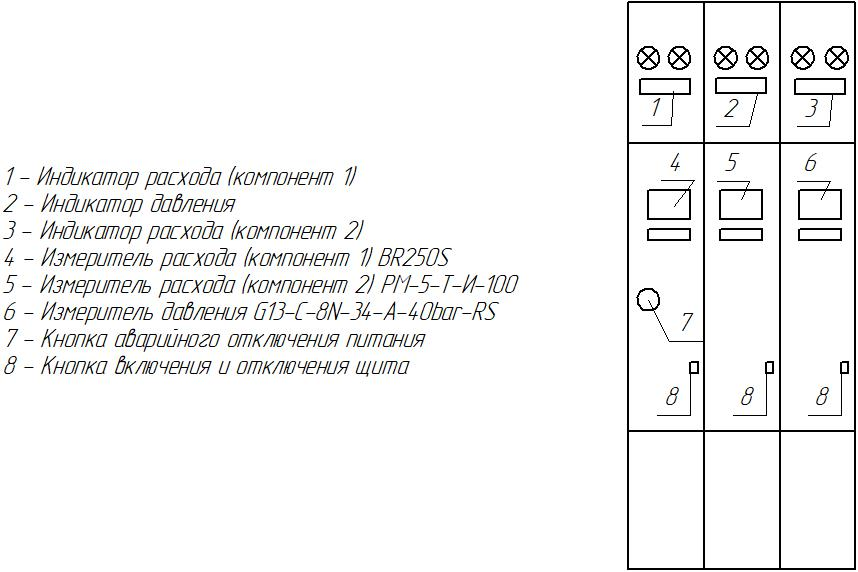 1 – Индикатор расхода (компонент 1)
2 – Индикатор давления
3 – Индикатор расхода (компонент 2)
4 – Измеритель расхода (компонент 1) BR250S
5 – Измеритель расхода (компонент 2) РМ-5-Т-И-100
6 – Измеритель давления G13-C-8N-34-A-40bar-RS
7 – Кнопка аварийного отключения питания
8 – Кнопка включения и отключения щита
1 2 3
4 5 6
7
8 8 8